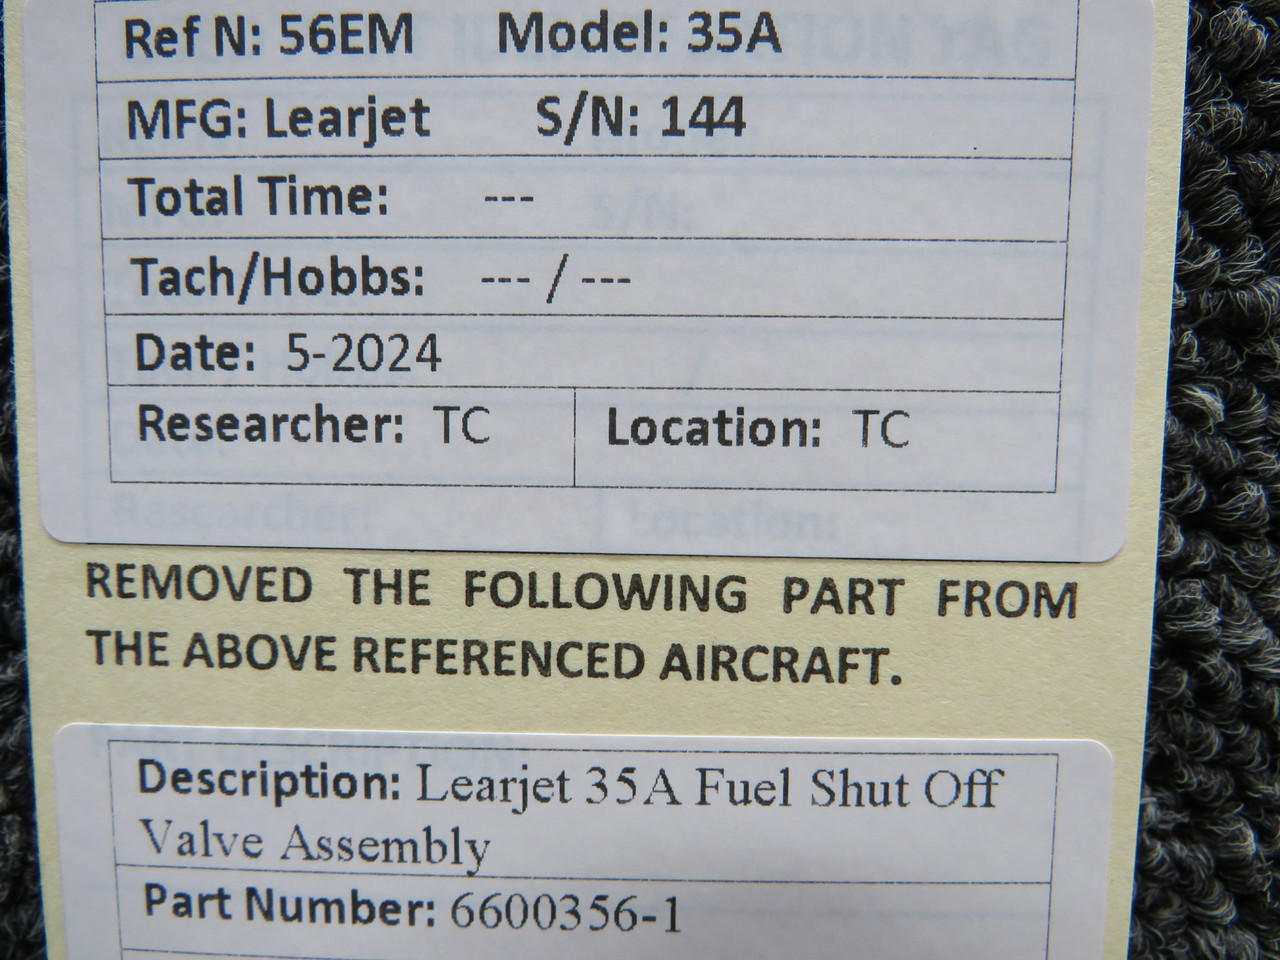 Ref N: 56EM Model: 35A
MFG: Learjet S/N: 144
Total Time: ---
Tach/Hobbs: --- / ---
Date: 5-2024
Researcher: TC Location: TC
REMOVED THE FOLLOWING PART FROM
THE ABOVE REFERENCED AIRCRAFT.
Description: Learjet 35A Fuel Shut Off
Valve Assembly
Part Number: 6600356-1